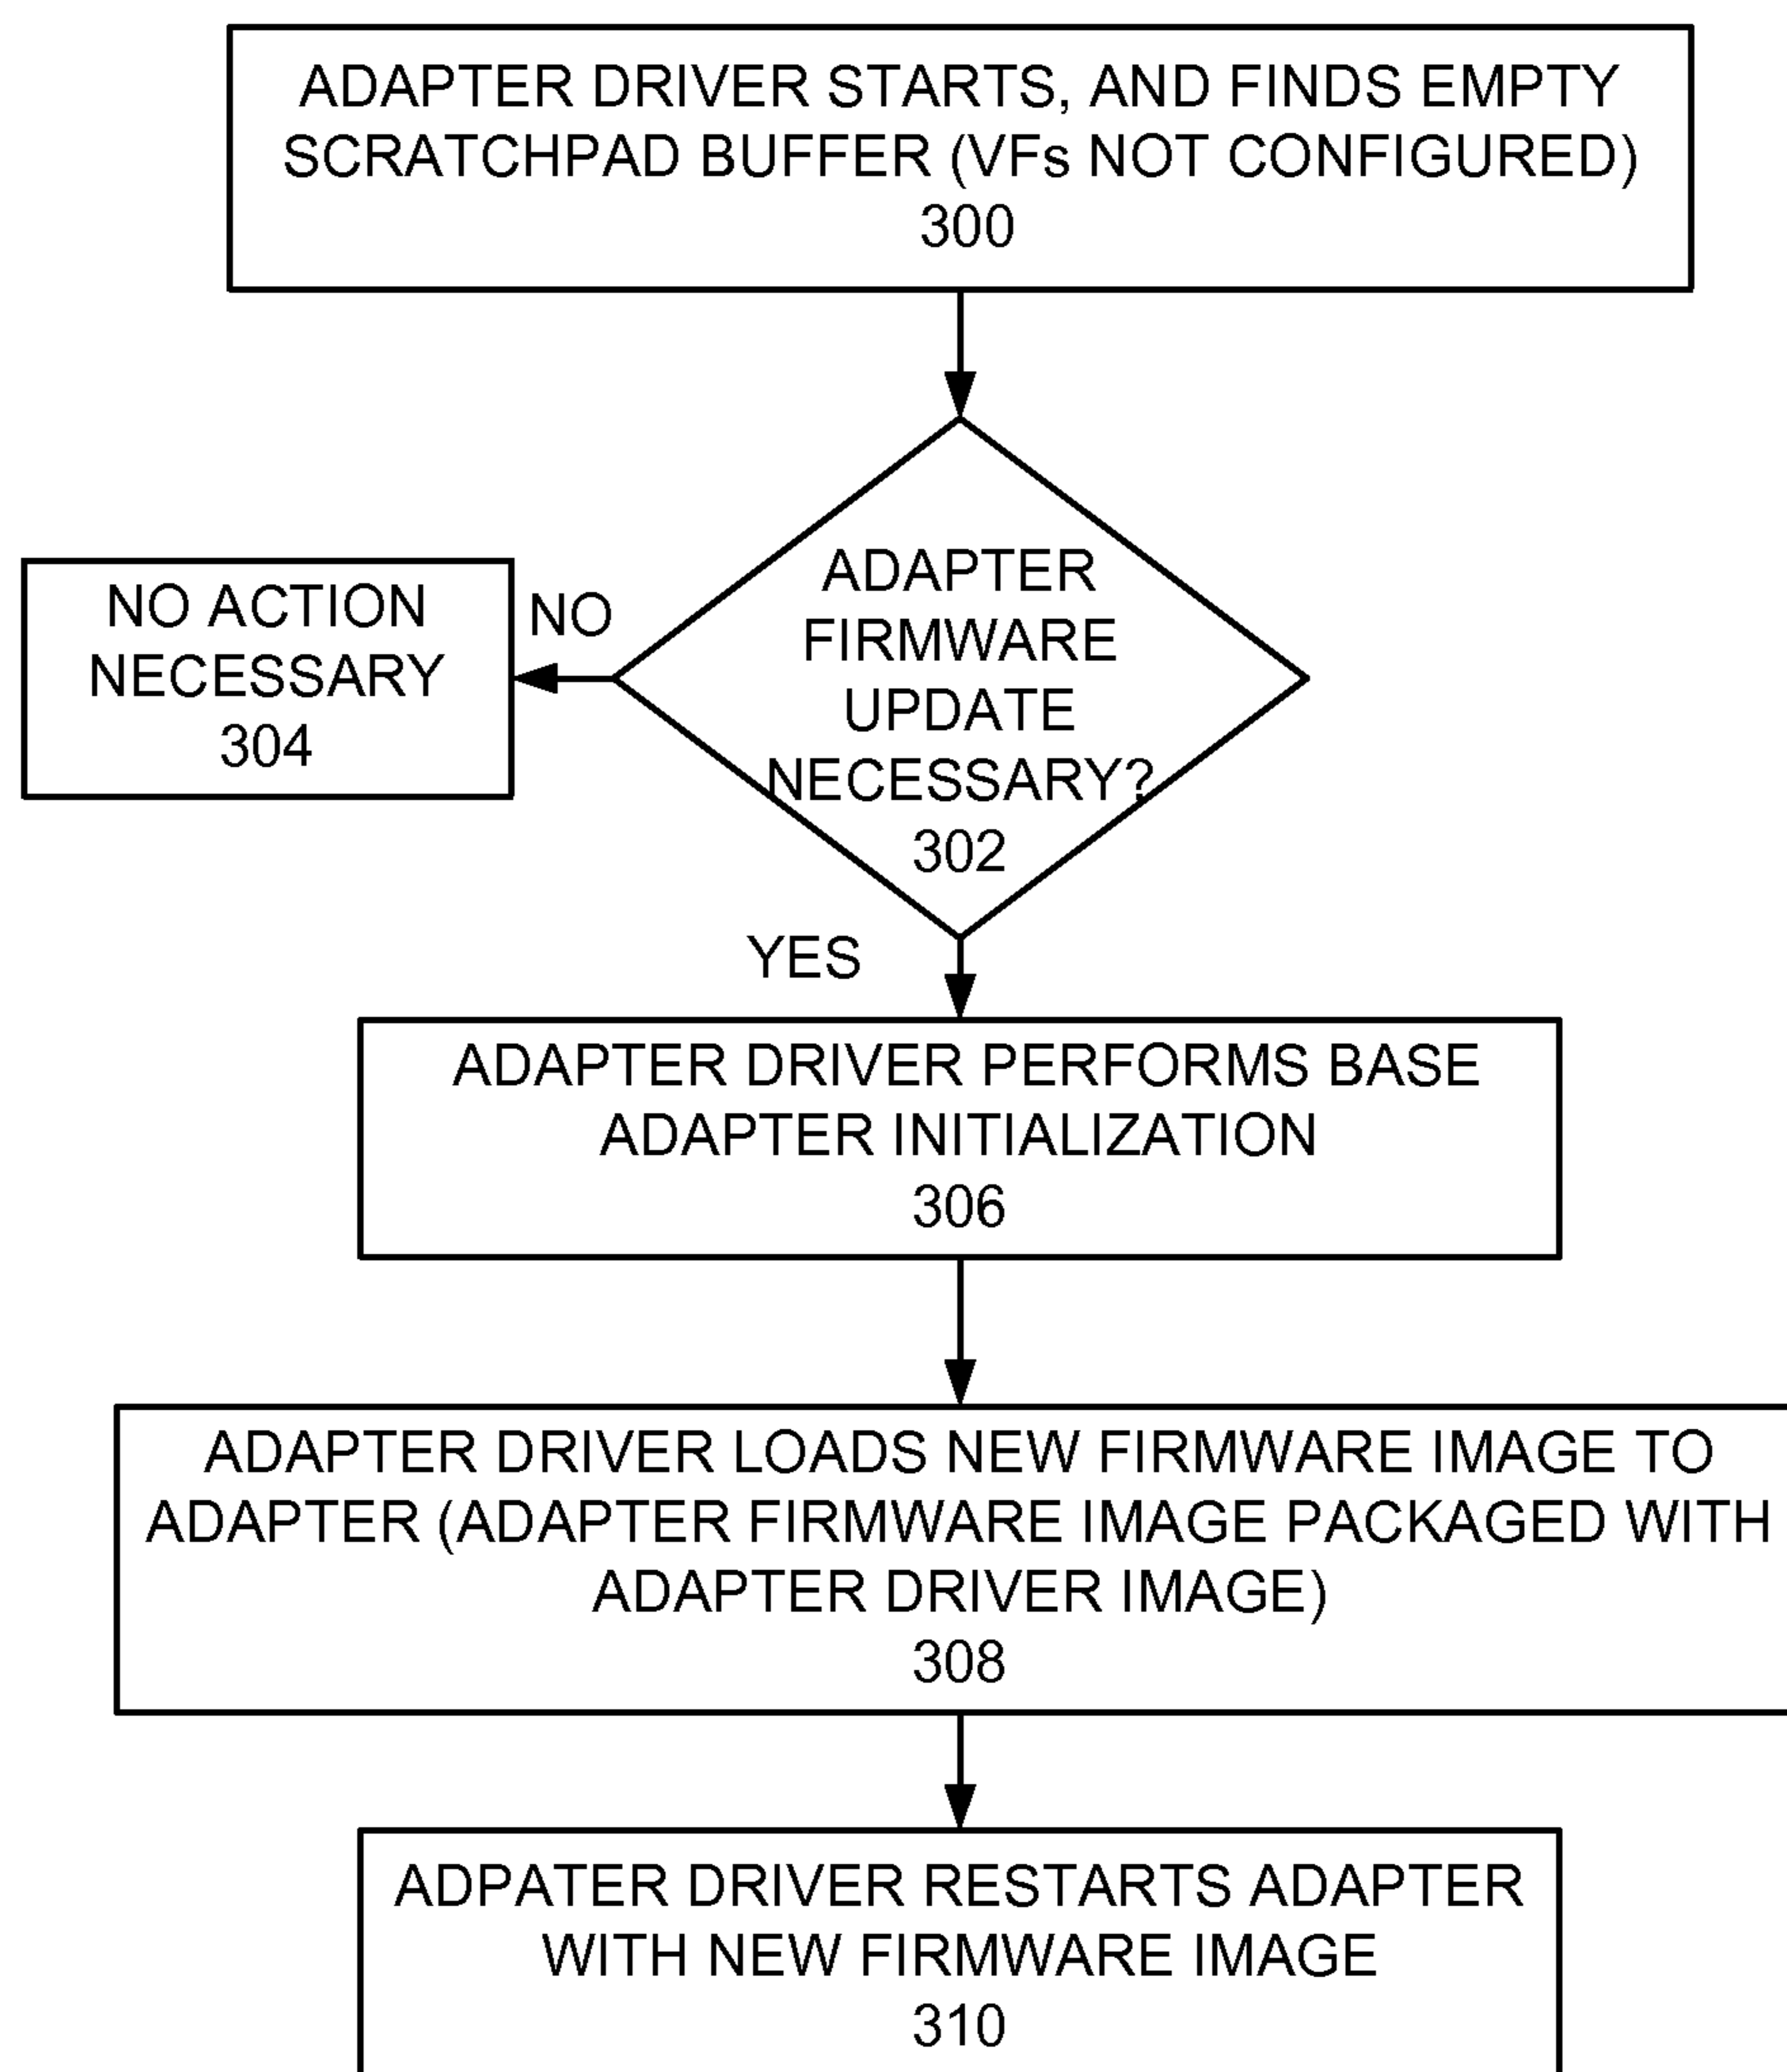 ADAPTER DRIVER STARTS, AND FINDS EMPTY
SCRATCHPAD BUFFER (VFs NOT CONFIGURED)
300
ADAPTER
FIRMWARE
UPDATE
NECESSARY?
302
NO
NO ACTION
NECESSARY
304
YES
ADAPTER DRIVER PERFORMS BASE
ADAPTER INITIALIZATION
306
ADAPTER DRIVER LOADS NEW FIRMWARE IMAGE TO
ADAPTER (ADAPTER FIRMWARE IMAGE PACKAGED WITH
ADAPTER DRIVER IMAGE)
308
ADPATER DRIVER RESTARTS ADAPTER
WITH NEW FIRMWARE IMAGE
310